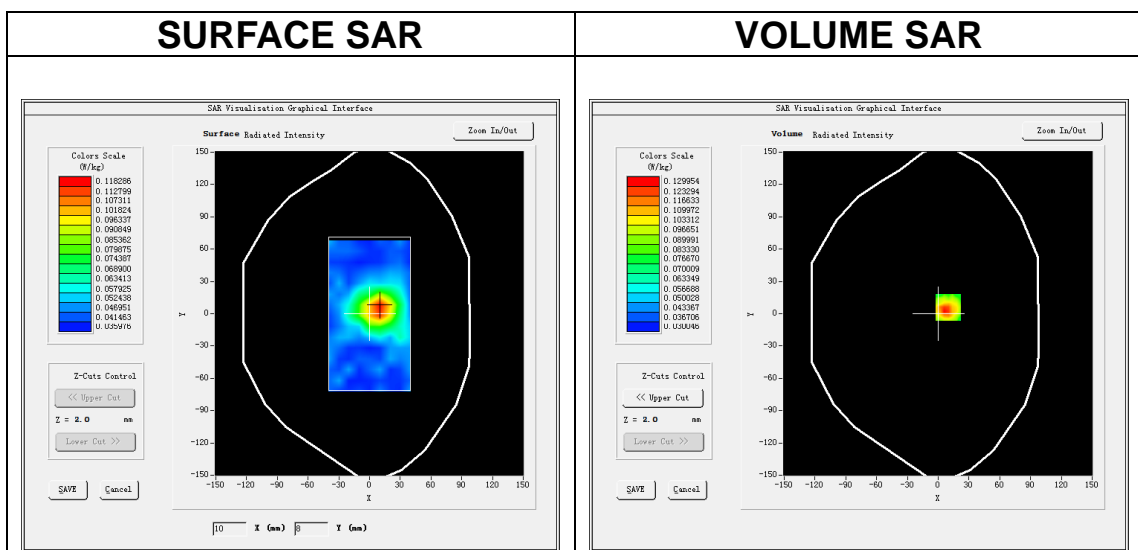 SURFACE SAR
VOLUME SAR
SAR Visualisation Graphical Interface
Surface Radiated Intensity
Zoom In/Out
Colors Scale
(W/kg)
0.118286
0.112799
0.107311
0.101824
0.096337
0.090849
0.085362
0.079875
0.074387
0.068900
0.063413
0.057925
0.052438
0.046951
0.041463
0.035976
150
120
90
60
30
0
-30
-60
-90
-120
-150
Y
-150 -120 -90 -60 -30 0 30 60 90 120 150
X
Z-Cuts Control
<< Upper Cut
Z = 2.0 mm
Lower Cut >>
SAVE Cancel
10 X (mm) 8 Y (mm)
SAR Visualisation Graphical Interface
Volume Radiated Intensity
Zoom In/Out
Colors Scale
(W/kg)
0.129954
0.123294
0.116633
0.109972
0.103312
0.096651
0.089991
0.083330
0.076670
0.070009
0.063349
0.056688
0.050028
0.043367
0.036706
0.030046
150
120
90
60
30
0
-30
-60
-90
-120
-150
Y
-150 -120 -90 -60 -30 0 30 60 90 120 150
X
Z-Cuts Control
<< Upper Cut
Z = 2.0 mm
Lower Cut >>
SAVE Cancel